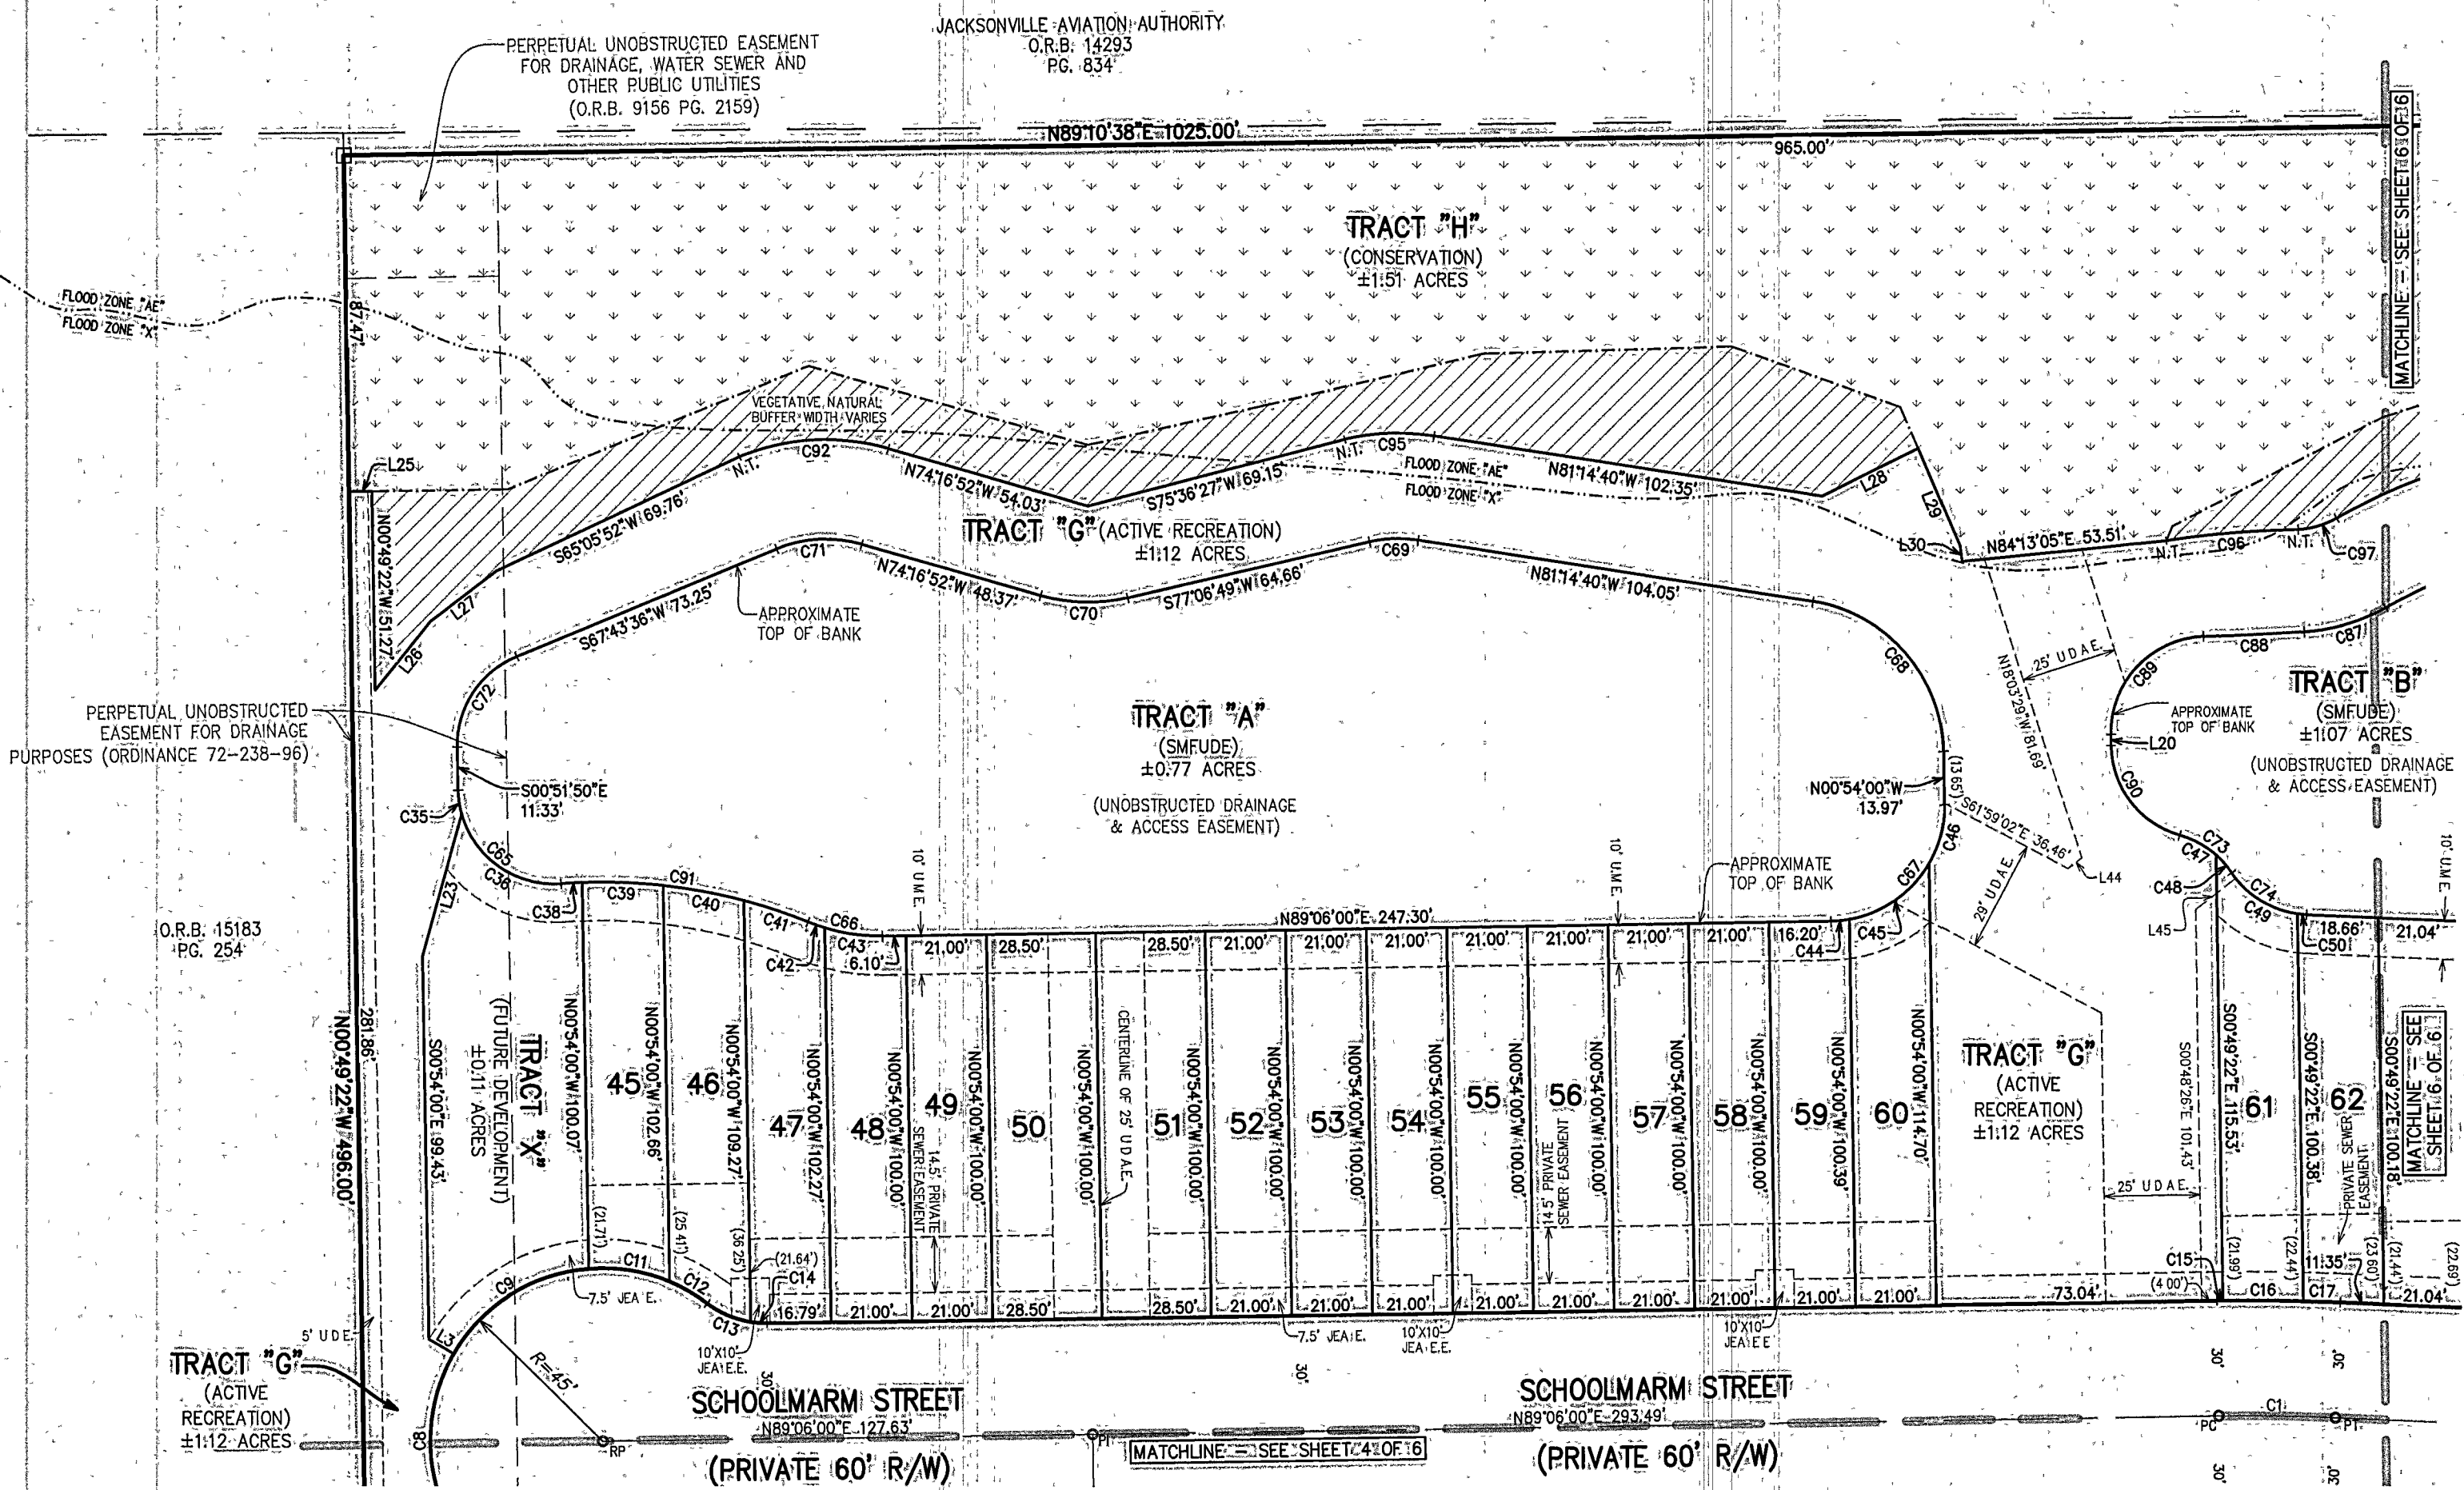 JACKSONVILLE AVIATION AUTHORITY
O.R.B. 14293
PG. 834
PERPETUAL UNOBSTRUCTED EASEMENT
FOR DRAINAGE, WATER SEWER AND
OTHER PUBLIC UTILITIES
(O.R.B. 9156 PG. 2159)
N89°10'38"E 1025.00'
965.00'
MATCHLINE - SEE SHEET 6 OF 6
TRACT "H"
(CONSERVATION)
±1.51 ACRES
FLOOD ZONE "AE"
FLOOD ZONE "X"
87.47'
VEGETATIVE NATURAL
BUFFER WIDTH VARIES
L25
N00°49'22"W 51.27'
L26
L27
S65°05'52"W 69.76'
N.T.
C92
N74°16'52"W 54.03'
S75°36'27"W 69.15'
N.T.
C95
FLOOD ZONE "AE"
FLOOD ZONE "X"
N81°14'40"W 102.35'
L28
L29
L30
N84°13'05"E 53.51'
N.T.
C96
N.T.
C97
TRACT "G" (ACTIVE RECREATION)
±1.12 ACRES
C72
S67°43'36"W 73.25'
C71
N74°16'52"W 48.37'
C70
S77°06'49"W 64.66'
C69
N81°14'40"W 104.05'
C68
APPROXIMATE
TOP OF BANK
25' U.D.A.E.
N18°03'29"W 81.69'
C89
C88
C87
TRACT "B"
(SMFUDE)
±1.07 ACRES
(UNOBSTRUCTED DRAINAGE
& ACCESS EASEMENT)
APPROXIMATE
TOP OF BANK
L20
C90
PERPETUAL UNOBSTRUCTED
EASEMENT FOR DRAINAGE
PURPOSES (ORDINANCE 72-238-96)
TRACT "A"
(SMFUDE)
±0.77 ACRES
(UNOBSTRUCTED DRAINAGE
& ACCESS EASEMENT)
S00°51'50"E
11.33'
C35
N00°54'00"W
13.97'
(13.65')
S61°59'02"E 36.46'
C46
L44
29' U.D.A.E.
C67
C65
C36
L23
C38
C39
C91
C40
C41
C42
C66
C43
6.10'
10' U.M.E.
21.00'
28.50'
N89°06'00"E 247.30'
28.50'
21.00'
21.00'
21.00'
21.00'
21.00'
10' U.M.E.
21.00'
21.00'
APPROXIMATE
TOP OF BANK
16.20'
C44
C45
C47
C73
C48
C74
C49
L45
18.66'
C50
21.04'
10' U.M.E.
O.R.B. 15183
PG. 254
N00°49'22"W 496.00'
281.86'
S00°54'00"E 99.43'
TRACT "X"
(FUTURE DEVELOPMENT)
±0.11 ACRES
N00°54'00"W 100.07'
45
N00°54'00"W 102.66'
46
N00°54'00"W 109.27'
47
N00°54'00"W 102.27'
48
N00°54'00"W 100.00'
49
14.5' PRIVATE
SEWER EASEMENT
N00°54'00"W 100.00'
50
N00°54'00"W 100.00'
CENTERLINE OF 25' U.D.A.E.
51
N00°54'00"W 100.00'
52
N00°54'00"W 100.00'
53
N00°54'00"W 100.00'
54
N00°54'00"W 100.00'
55
N00°54'00"W 100.00'
14.5' PRIVATE
SEWER EASEMENT
56
N00°54'00"W 100.00'
57
N00°54'00"W 100.00'
58
N00°54'00"W 100.00'
59
N00°54'00"W 100.39'
60
N00°54'00"W 114.70'
TRACT "G"
(ACTIVE
RECREATION)
±1.12 ACRES
25' U.D.A.E.
S00°48'26"E 101.43'
S00°49'22"E 115.53'
61
S00°49'22"E 100.38'
62
PRIVATE SEWER
EASEMENT
S00°49'22"E 100.18'
MATCHLINE - SEE
SHEET 6 OF 6
(21.71')
(25.41')
(36.25')
(21.64')
C14
C9
C11
C12
C13
7.5' JEA.E.
16.79'
21.00'
21.00'
28.50'
28.50'
21.00'
21.00'
21.00'
21.00'
21.00'
21.00'
21.00'
21.00'
21.00'
73.04'
C15
(4.00')
(21.99')
C16
(22.44')
11.35'
C17
(23.60')
(21.44')
21.04'
(22.69')
5' UDE
L3
R=45'
10'X10'
JEA.E.E.
7.5' JEA.E.
10'X10'
JEA.E.E.
10'X10'
JEA.E.E.
TRACT "G"
(ACTIVE
RECREATION)
±1.12 ACRES
C8
RP
30'
SCHOOLMARM STREET
N89°06'00"E 127.63'
(PRIVATE 60' R/W)
PI
30'
MATCHLINE - SEE SHEET 4 OF 6
SCHOOLMARM STREET
N89°06'00"E 293.49'
(PRIVATE 60' R/W)
30'
PC
C1
PT
30'
30'
30'